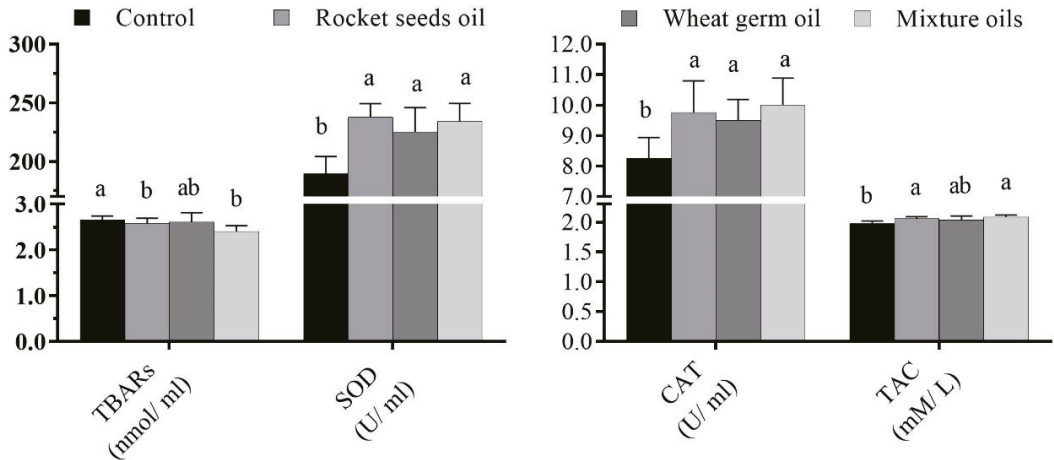 Control Rocket seeds oil Wheat germ oil Mixture oils
300
250
200
3.0
2.0
1.0
0.0
a b ab b
b a a a
TBARs
(nmol/ ml)
SOD
(U/ ml)
12.0
11.0
10.0
9.0
8.0
7.0
2.0
1.5
1.0
0.5
0.0
b a a a
b a ab a
CAT
(U/ ml)
TAC
(mM/ L)